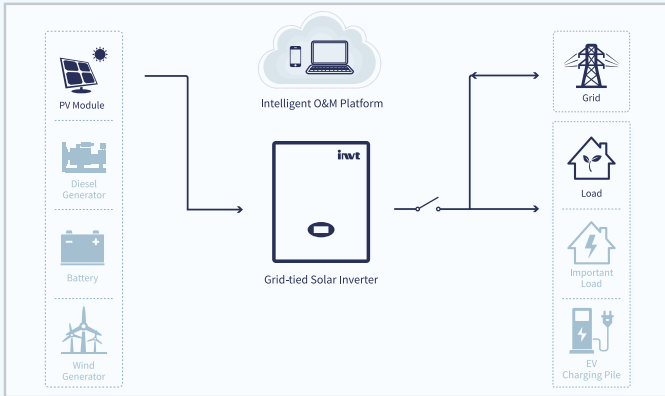 PV Module
Diesel
Generator
Battery
Wind
Generator
Intelligent O&M Platform
invt
Grid-tied Solar Inverter
Grid
Load
Important
Load
EV
Charging Pile